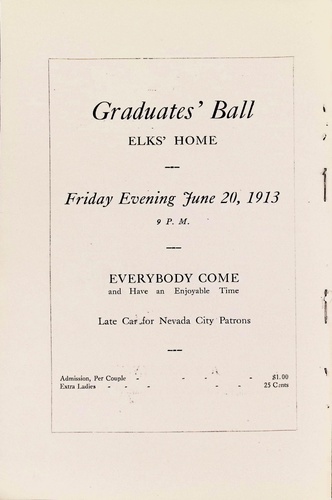 Graduates' Ball
ELKS' HOME
Friday Evening June 20, 1913
9 P. M.
EVERYBODY COME
and Have an Enjoyable Time
Late Car for Nevada City Patrons
Admission, Per Couple - - - - $1.00
Extra Ladies - - - - - 25 Cents